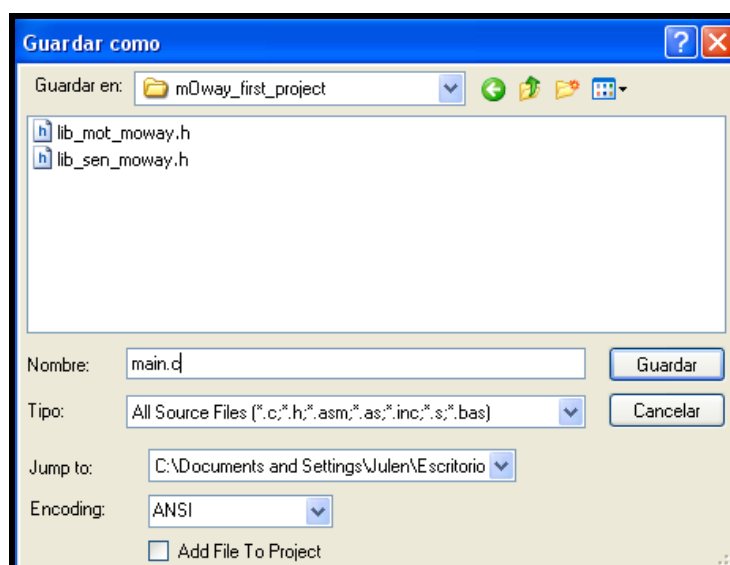 Guardar como
Guardar en: mOway_first_project
lib_mot_moway.h
lib_sen_moway.h
Nombre: main.c Guardar
Tipo: All Source Files (*.c;*.h;*.asm;*.as;*.inc;*.s;*.bas) Cancelar
Jump to: C:\Documents and Settings\Julen\Escritorio
Encoding: ANSI
Add File To Project